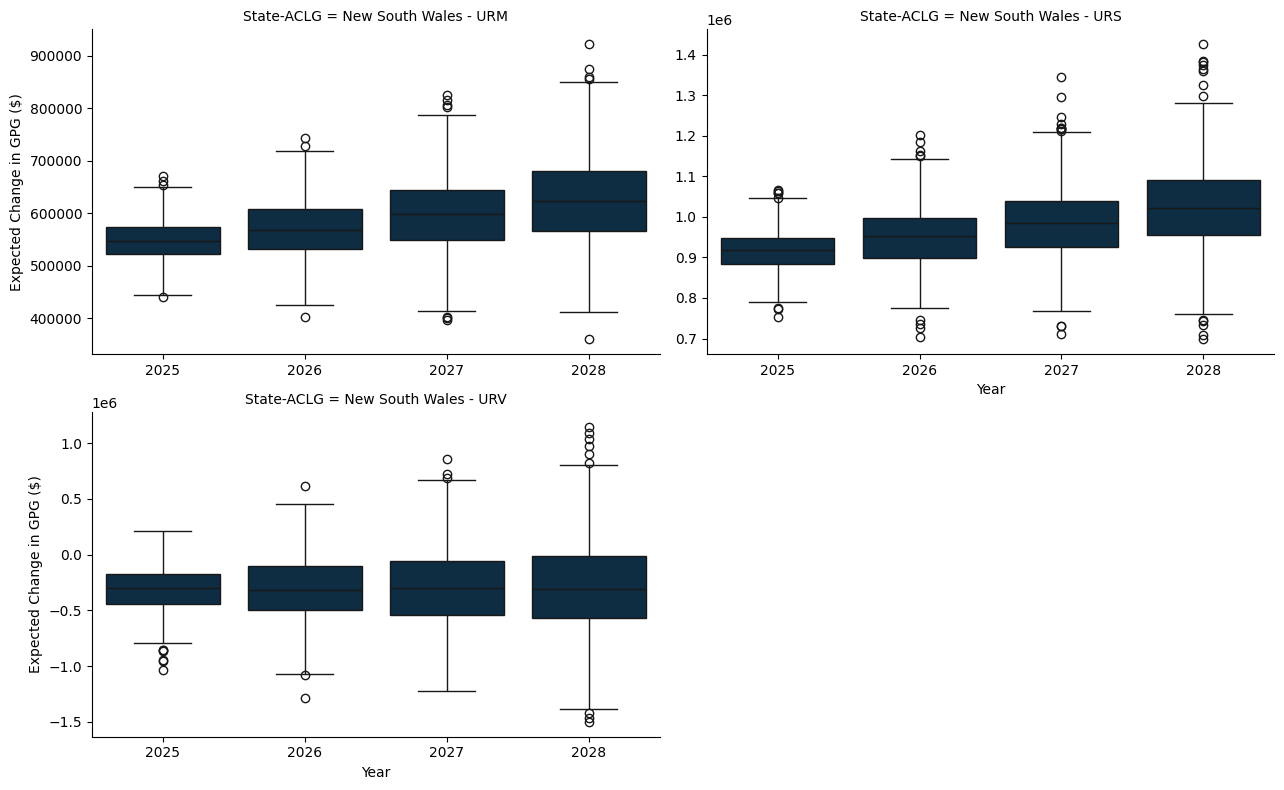 State-ACLG = New South Wales - URM
Expected Change in GPG ($)
900000
800000
700000
600000
500000
400000
2025 2026 2027 2028
State-ACLG = New South Wales - URS
1e6
1.4
1.3
1.2
1.1
1.0
0.9
0.8
0.7
2025 2026 2027 2028
Year
State-ACLG = New South Wales - URV
1e6
Expected Change in GPG ($)
1.0
0.5
0.0
−0.5
−1.0
−1.5
2025 2026 2027 2028
Year